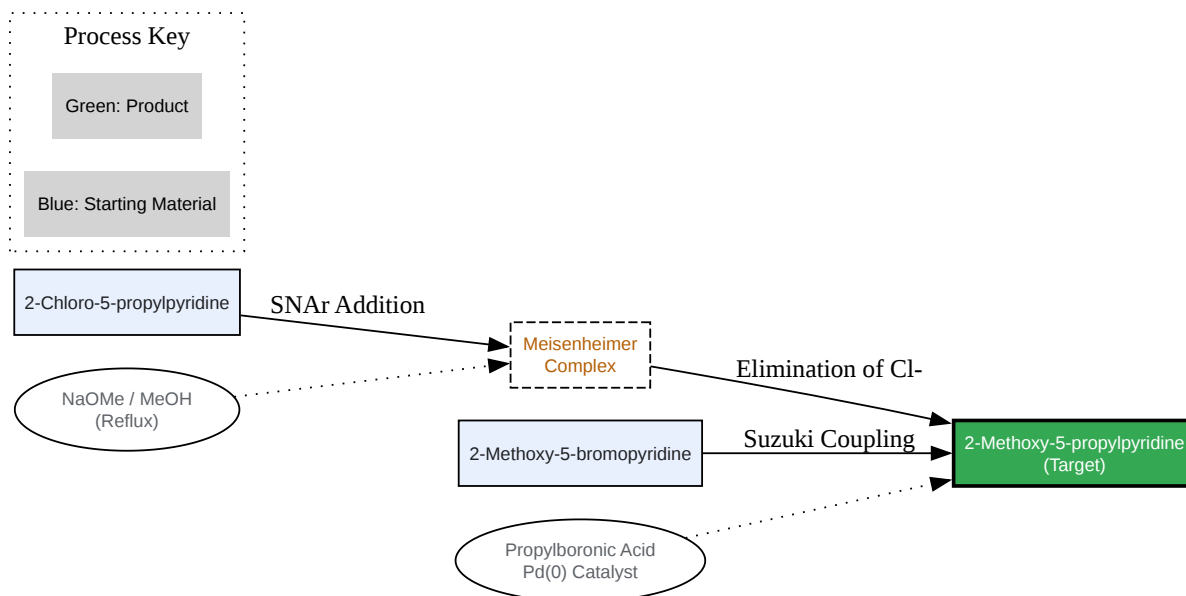 Process Key
Green: Product
Blue: Starting Material
2-Chloro-5-propylpyridine
SNAr Addition
Meisenheimer
Complex
NaOMe / MeOH
(Reflux)
Elimination of Cl-
2-Methoxy-5-bromopyridine
Suzuki Coupling
2-Methoxy-5-propylpyridine
(Target)
Propylboronic Acid
Pd(0) Catalyst